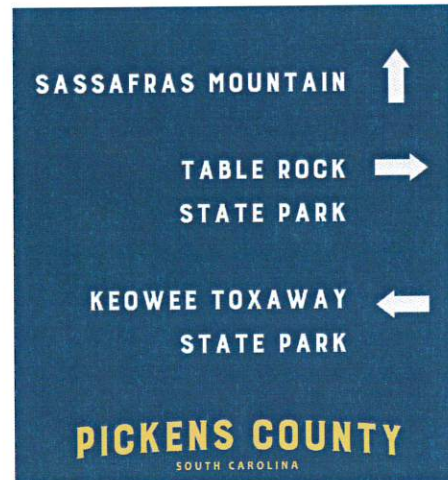 SASSAFRAS MOUNTAIN
TABLE ROCK
STATE PARK
KEOWEE TOXAWAY
STATE PARK
PICKENS COUNTY
SOUTH CAROLINA